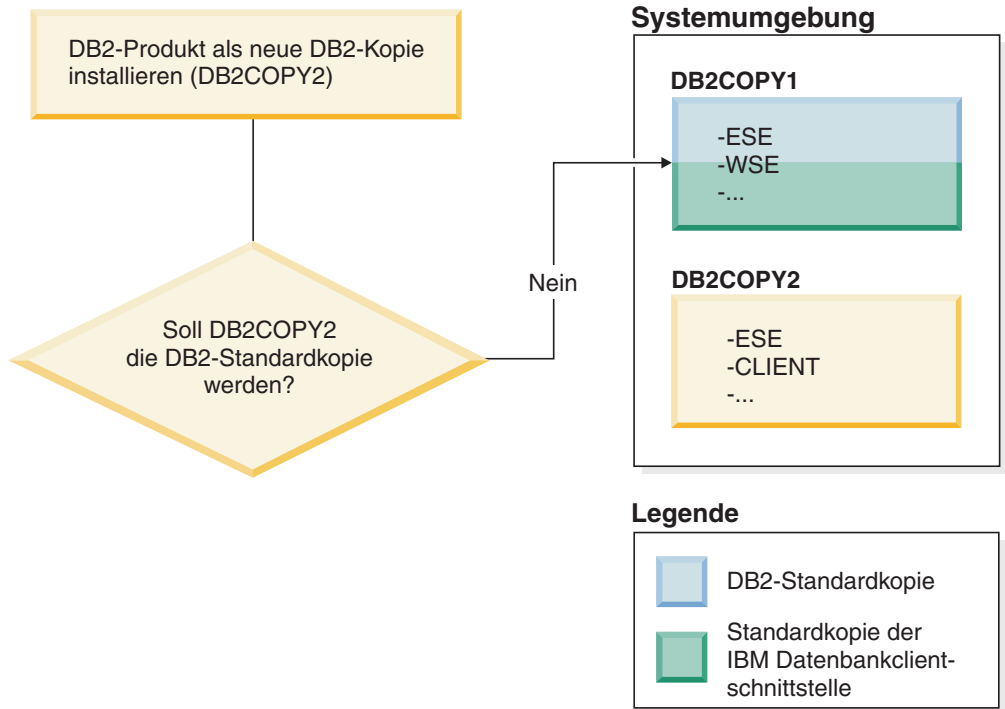 DB2-Produkt als neue DB2-Kopie
installieren (DB2COPY2)
Soll DB2COPY2
die DB2-Standardkopie
werden?
Nein
Systemumgebung
DB2COPY1
-ESE
-WSE
-...
DB2COPY2
-ESE
-CLIENT
-...
Legende
DB2-Standardkopie
Standardkopie der
IBM Datenbankclient-
schnittstelle